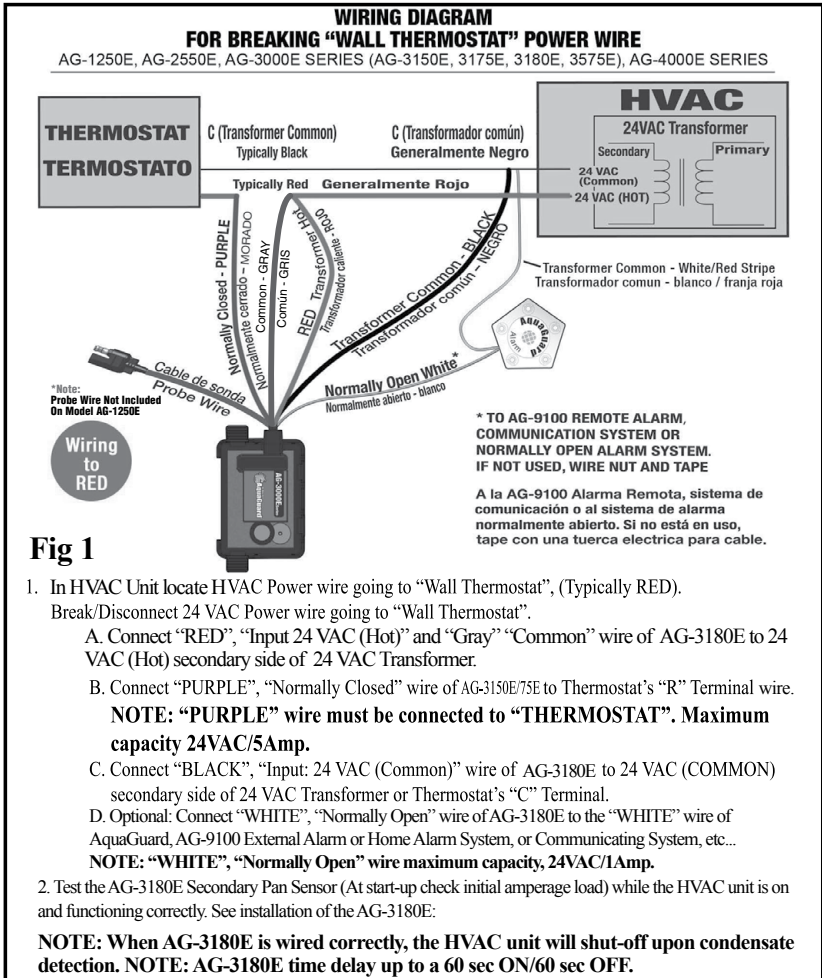 WIRING DIAGRAM
FOR BREAKING “WALL THERMOSTAT” POWER WIRE
AG-1250E, AG-2550E, AG-3000E SERIES (AG-3150E, 3175E, 3180E, 3575E), AG-4000E SERIES
THERMOSTAT
TERMOSTATO
C (Transformer Common)
Typically Black
C (Transformador común)
Generalmente Negro
HVAC
24VAC Transformer
Secondary
Primary
24 VAC
(Common)
24 VAC (HOT)
Typically Red
Generalmente Rojo
Normally Closed - PURPLE
Normalmente cerrado – MORADO
Common - GRAY
Común - GRIS
RED Transformer Hot
Transformador caliente - ROJO
Transformer Common - BLACK
Transformador común – NEGRO
Transformer Common - White/Red Stripe
Transformador comun - blanco / franja roja
AquaGuard
Alarm
Cable de sonda
Probe Wire
Normally Open White*
Normalmente abierto - blanco
*Note:
Probe Wire Not Included
On Model AG-1250E
Wiring
to
RED
AG-3000E
AquaGuard
* TO AG-9100 REMOTE ALARM,
COMMUNICATION SYSTEM OR
NORMALLY OPEN ALARM SYSTEM.
IF NOT USED, WIRE NUT AND TAPE
A la AG-9100 Alarma Remota, sistema de
comunicación o al sistema de alarma
normalmente abierto. Si no está en uso,
tape con una tuerca electrica para cable.
Fig 1
1. In HVAC Unit locate HVAC Power wire going to “Wall Thermostat”, (Typically RED).
Break/Disconnect 24 VAC Power wire going to “Wall Thermostat”.
A. Connect “RED”, “Input 24 VAC (Hot)” and “Gray” “Common” wire of AG-3180E to 24
VAC (Hot) secondary side of 24 VAC Transformer.
B. Connect “PURPLE”, “Normally Closed” wire of AG-3150E/75E to Thermostat’s “R” Terminal wire.
NOTE: “PURPLE” wire must be connected to “THERMOSTAT”. Maximum
capacity 24VAC/5Amp.
C. Connect “BLACK”, “Input: 24 VAC (Common)” wire of AG-3180E to 24 VAC (COMMON)
secondary side of 24 VAC Transformer or Thermostat’s “C” Terminal.
D. Optional: Connect “WHITE”, “Normally Open” wire of AG-3180E to the “WHITE” wire of
AquaGuard, AG-9100 External Alarm or Home Alarm System, or Communicating System, etc...
NOTE: “WHITE”, “Normally Open” wire maximum capacity, 24VAC/1Amp.
2. Test the AG-3180E Secondary Pan Sensor (At start-up check initial amperage load) while the HVAC unit is on
and functioning correctly. See installation of the AG-3180E:
NOTE: When AG-3180E is wired correctly, the HVAC unit will shut-off upon condensate
detection. NOTE: AG-3180E time delay up to a 60 sec ON/60 sec OFF.